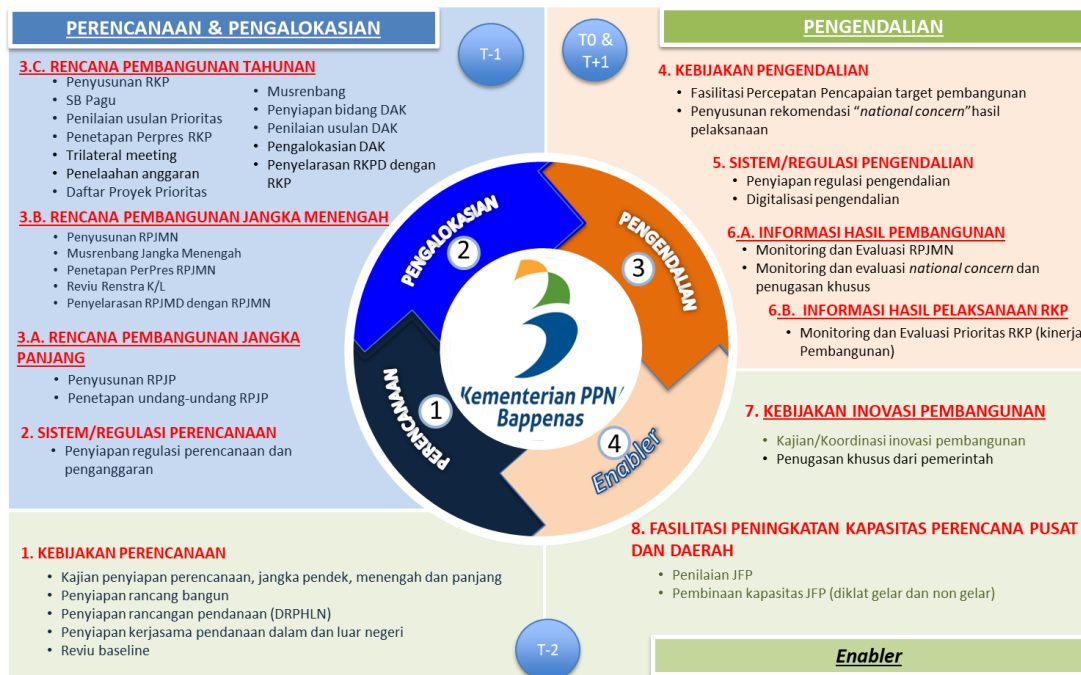 PERENCANAAN & PENGALOKASIAN
T-1
3.C. RENCANA PEMBANGUNAN TAHUNAN
• Penyusunan RKP
• SB Pagu
• Penilaian usulan Prioritas
• Penetapan Perpres RKP
• Trilateral meeting
• Penelaahan anggaran
• Daftar Proyek Prioritas
• Musrenbang
• Penyiapan bidang DAK
• Penilaian usulan DAK
• Pengalokasian DAK
• Penyelarasan RKPD dengan
RKP
3.B. RENCANA PEMBANGUNAN JANGKA MENENGAH
• Penyusunan RPJMN
• Musrenbang Jangka Menengah
• Penetapan PerPres RPJMN
• Reviu Renstra K/L
• Penyelarasan RPJMD dengan RPJMN
3.A. RENCANA PEMBANGUNAN JANGKA
PANJANG
• Penyusunan RPJP
• Penetapan undang-undang RPJP
2. SISTEM/REGULASI PERENCANAAN
• Penyiapan regulasi perencanaan dan
penganggaran
1. KEBIJAKAN PERENCANAAN
• Kajian penyiapan perencanaan, jangka pendek, menengah dan panjang
• Penyiapan rancang bangun
• Penyiapan rancangan pendanaan (DRPHLN)
• Penyiapan kerjasama pendanaan dalam dan luar negeri
• Reviu baseline
T-2
PENGALOKASIAN
2
PENGENDALIAN
3
PERENCANAAN
1
Enabler
4
Kementerian PPN/
Bappenas
T0 &
T+1
PENGENDALIAN
4. KEBIJAKAN PENGENDALIAN
• Fasilitasi Percepatan Pencapaian target pembangunan
• Penyusunan rekomendasi “national concern”hasil
pelaksanaan
5. SISTEM/REGULASI PENGENDALIAN
• Penyiapan regulasi pengendalian
• Digitalisasi pengendalian
6.A. INFORMASI HASIL PEMBANGUNAN
• Monitoring dan Evaluasi RPJMN
• Monitoring dan evaluasi national concern dan
penugasan khusus
6.B. INFORMASI HASIL PELAKSANAAN RKP
• Monitoring dan Evaluasi Prioritas RKP (kinerja
Pembangunan)
7. KEBIJAKAN INOVASI PEMBANGUNAN
• Kajian/Koordinasi inovasi pembangunan
• Penugasan khusus dari pemerintah
8. FASILITASI PENINGKATAN KAPASITAS PERENCANA PUSAT
DAN DAERAH
• Penilaian JFP
• Pembinaan kapasitas JFP (diklat gelar dan non gelar)
Enabler